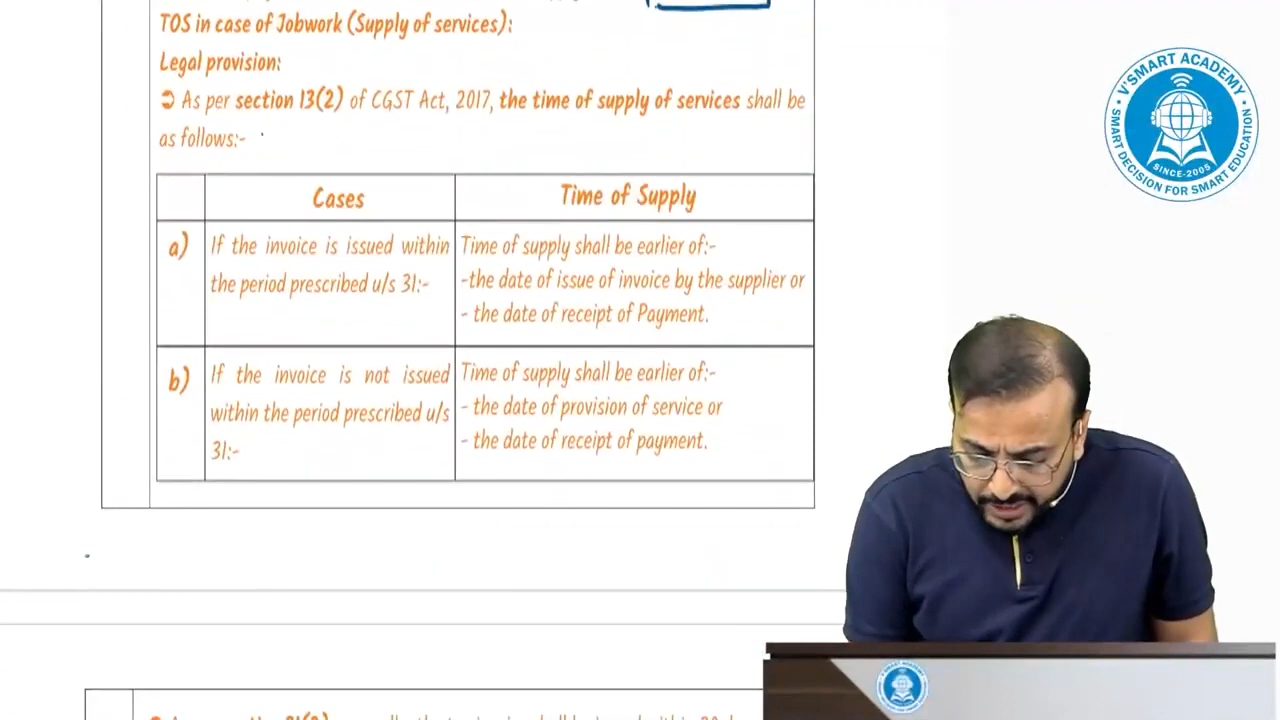 TOS in case of Jobwork (Supply of services):
Legal provision:
➲ As per section 13(2) of CGST Act, 2017, the time of supply of services shall be
as follows:-
Cases
Time of Supply
a)
If the invoice is issued within
the period prescribed u/s 31:-
Time of supply shall be earlier of:-
-the date of issue of invoice by the supplier or
- the date of receipt of Payment.
b)
If the invoice is not issued
within the period prescribed u/s
31:-
Time of supply shall be earlier of:-
- the date of provision of service or
- the date of receipt of payment.
V'SMART ACADEMY
SINCE-2005
SMART DECISION FOR SMART EDUCATION